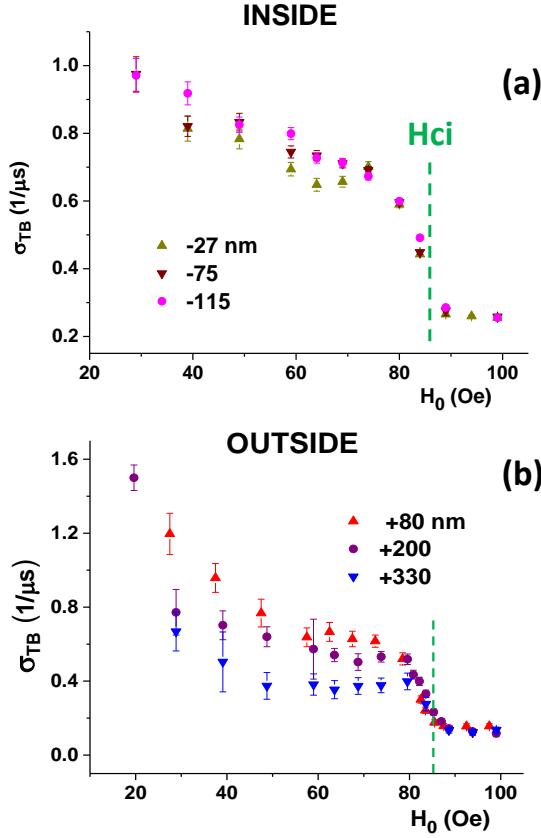 INSIDE
(a)
1.0
0.8
0.6
0.4
0.2
σTB (1/μs)
Hci
-27 nm
-75
-115
20 40 60 80 100
H0 (Oe)
OUTSIDE
(b)
1.6
1.2
0.8
0.4
0.0
σTB (1/μs)
+80 nm
+200
+330
20 40 60 80 100
H0 (Oe)